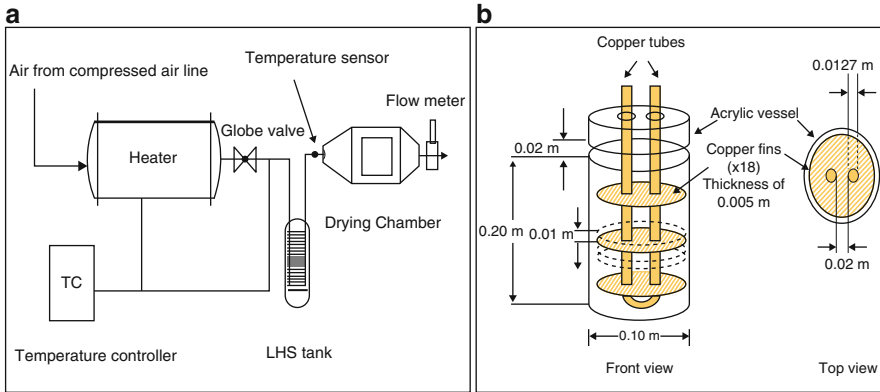 a
Air from compressed air line
Temperature sensor
Flow meter
Globe valve
Heater
Drying Chamber
TC
Temperature controller
LHS tank
b
Copper tubes
0.0127 m
Acrylic vessel
0.02 m
Copper fins
(x18)
Thickness of
0.005 m
0.20 m
0.01 m
0.02 m
0.10 m
Front view
Top view